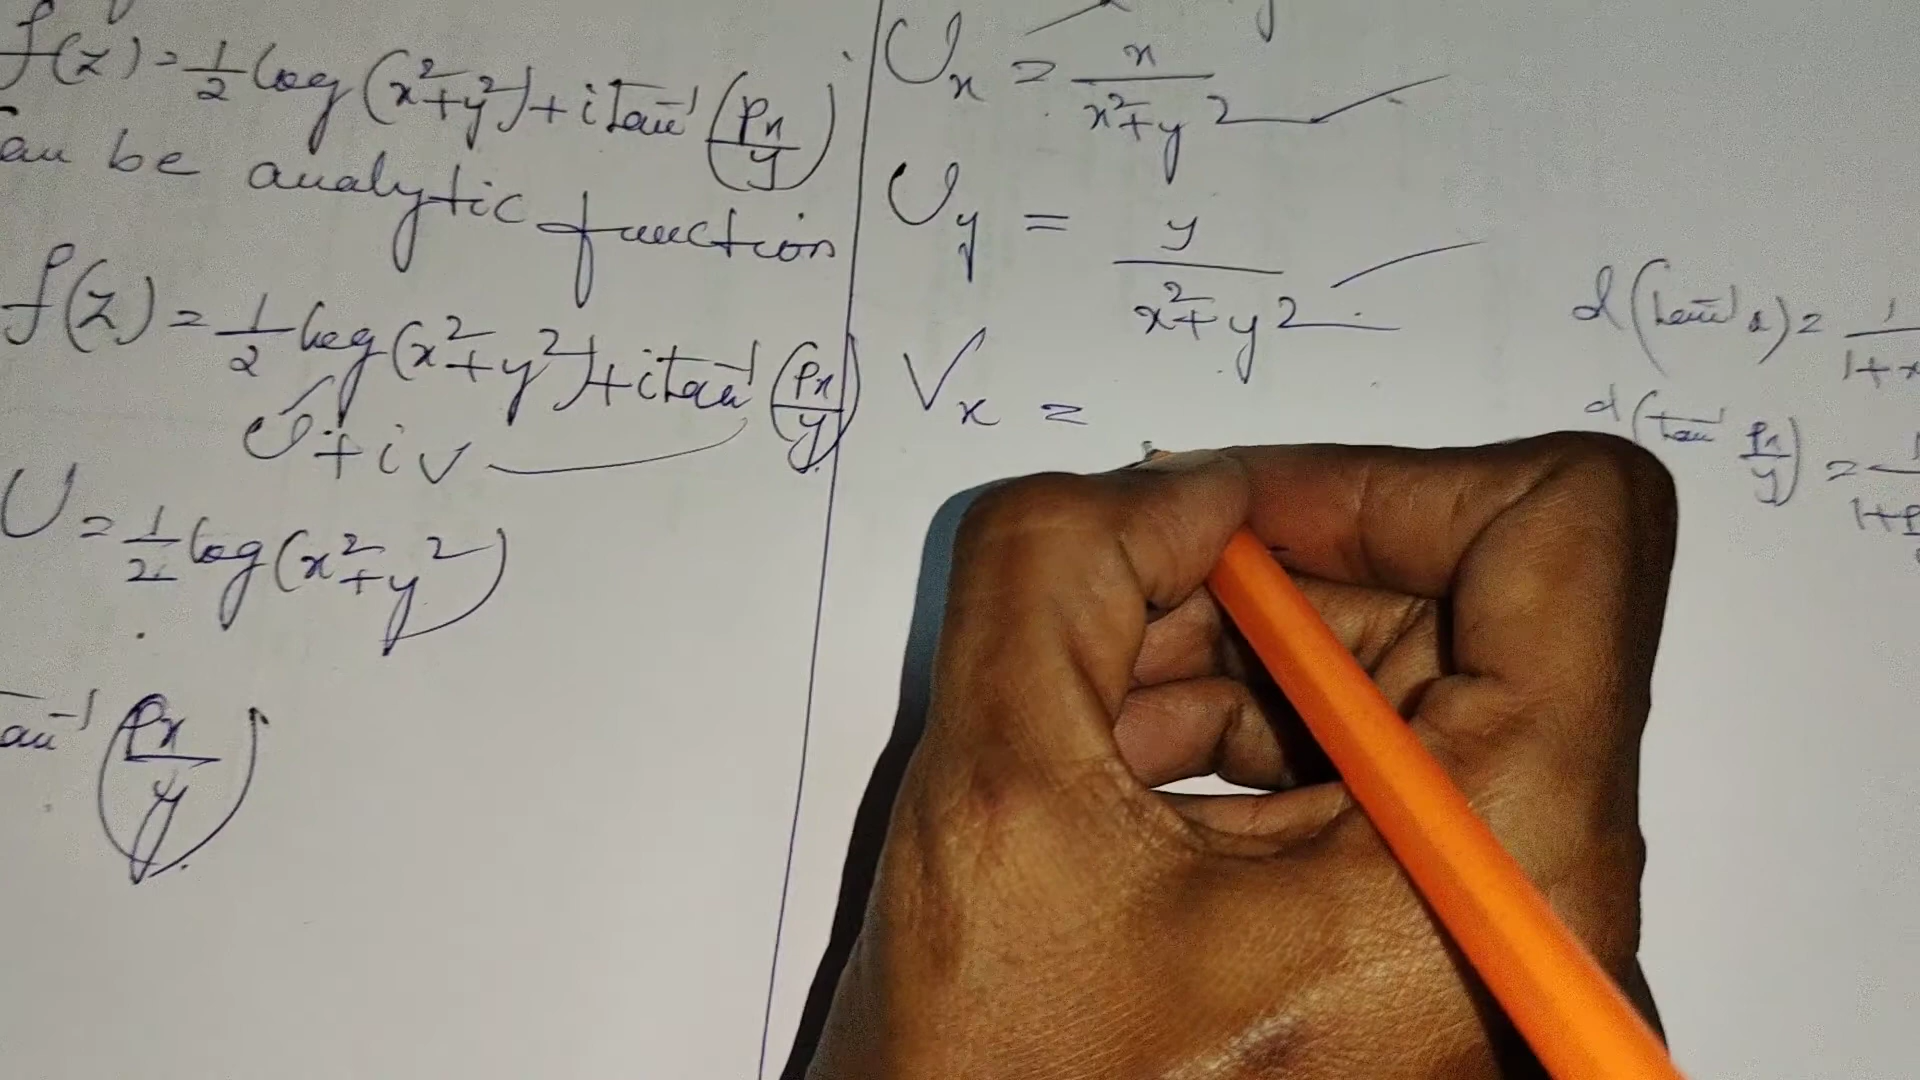 f(z) = 1/2 log(x²+y²) + i tan⁻¹(px/y)
be analytic function
f(z) = 1/2 log(x²+y²) + i tan⁻¹(px/y)
U + iv
U = 1/2 log(x²+y²)
(px/y)
Ux = x/(x²+y²)
Uy = y/(x²+y²)
Vx =
d(tan⁻¹x) = 1/(1+x
d(tan⁻¹ px/y) = 1/(1+p